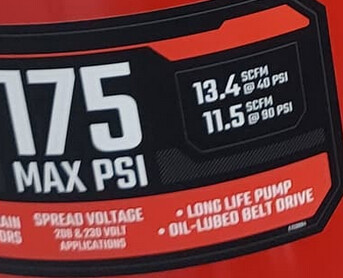 175
MAX PSI
13.4 SCFM @ 40 PSI
11.5 SCFM @ 90 PSI
SPREAD VOLTAGE
208 & 230 VOLT
APPLICATIONS
• LONG LIFE PUMP
• OIL-LUBED BELT DRIVE